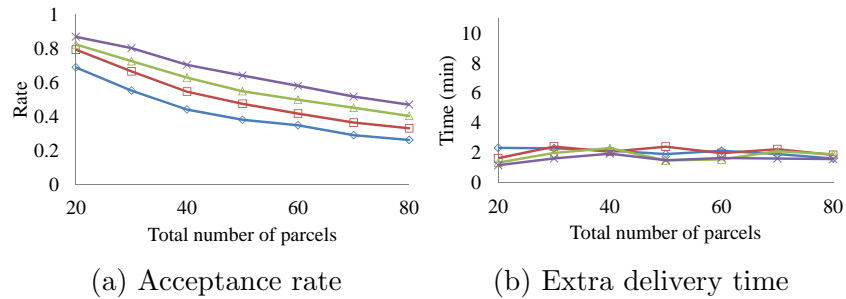 1
0.8
0.6
0.4
0.2
0
Rate
20 40 60 80
Total number of parcels
(a) Acceptance rate
10
8
6
4
2
0
Time (min)
20 40 60 80
Total number of parcels
(b) Extra delivery time